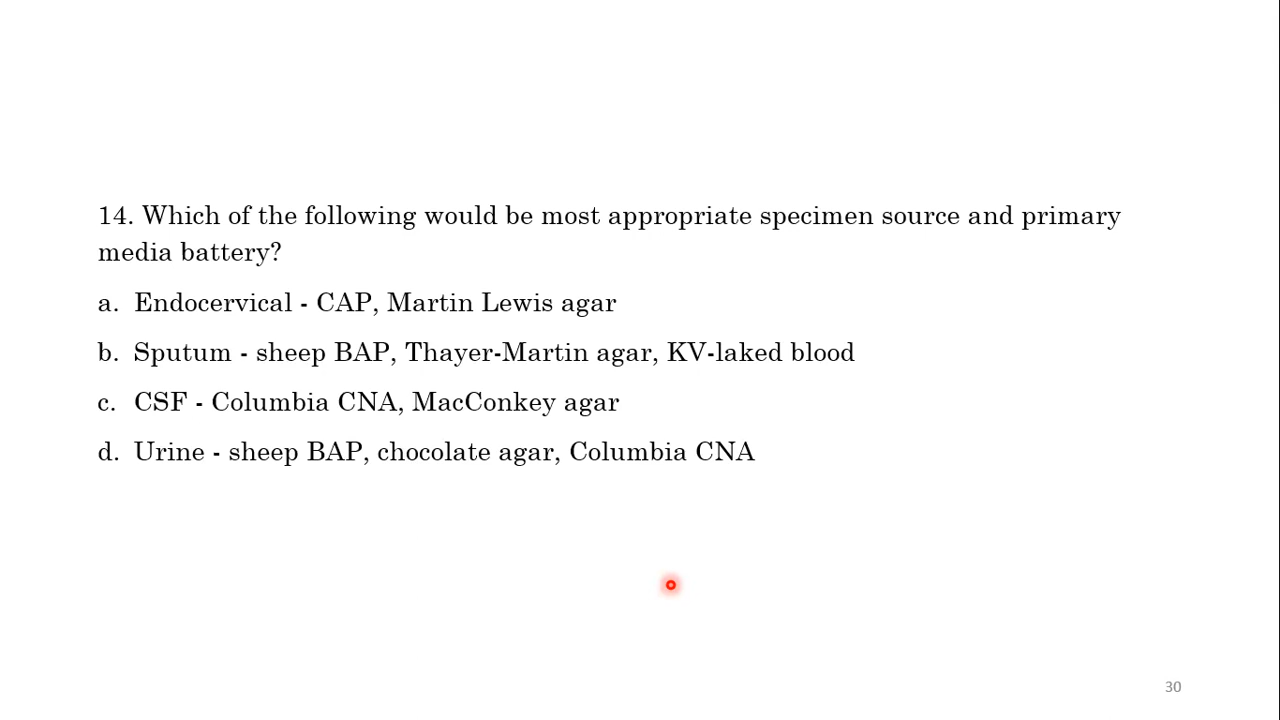 14. Which of the following would be most appropriate specimen source and primary
media battery?
a. Endocervical - CAP, Martin Lewis agar
b. Sputum - sheep BAP, Thayer-Martin agar, KV-laked blood
c. CSF - Columbia CNA, MacConkey agar
d. Urine - sheep BAP, chocolate agar, Columbia CNA
30